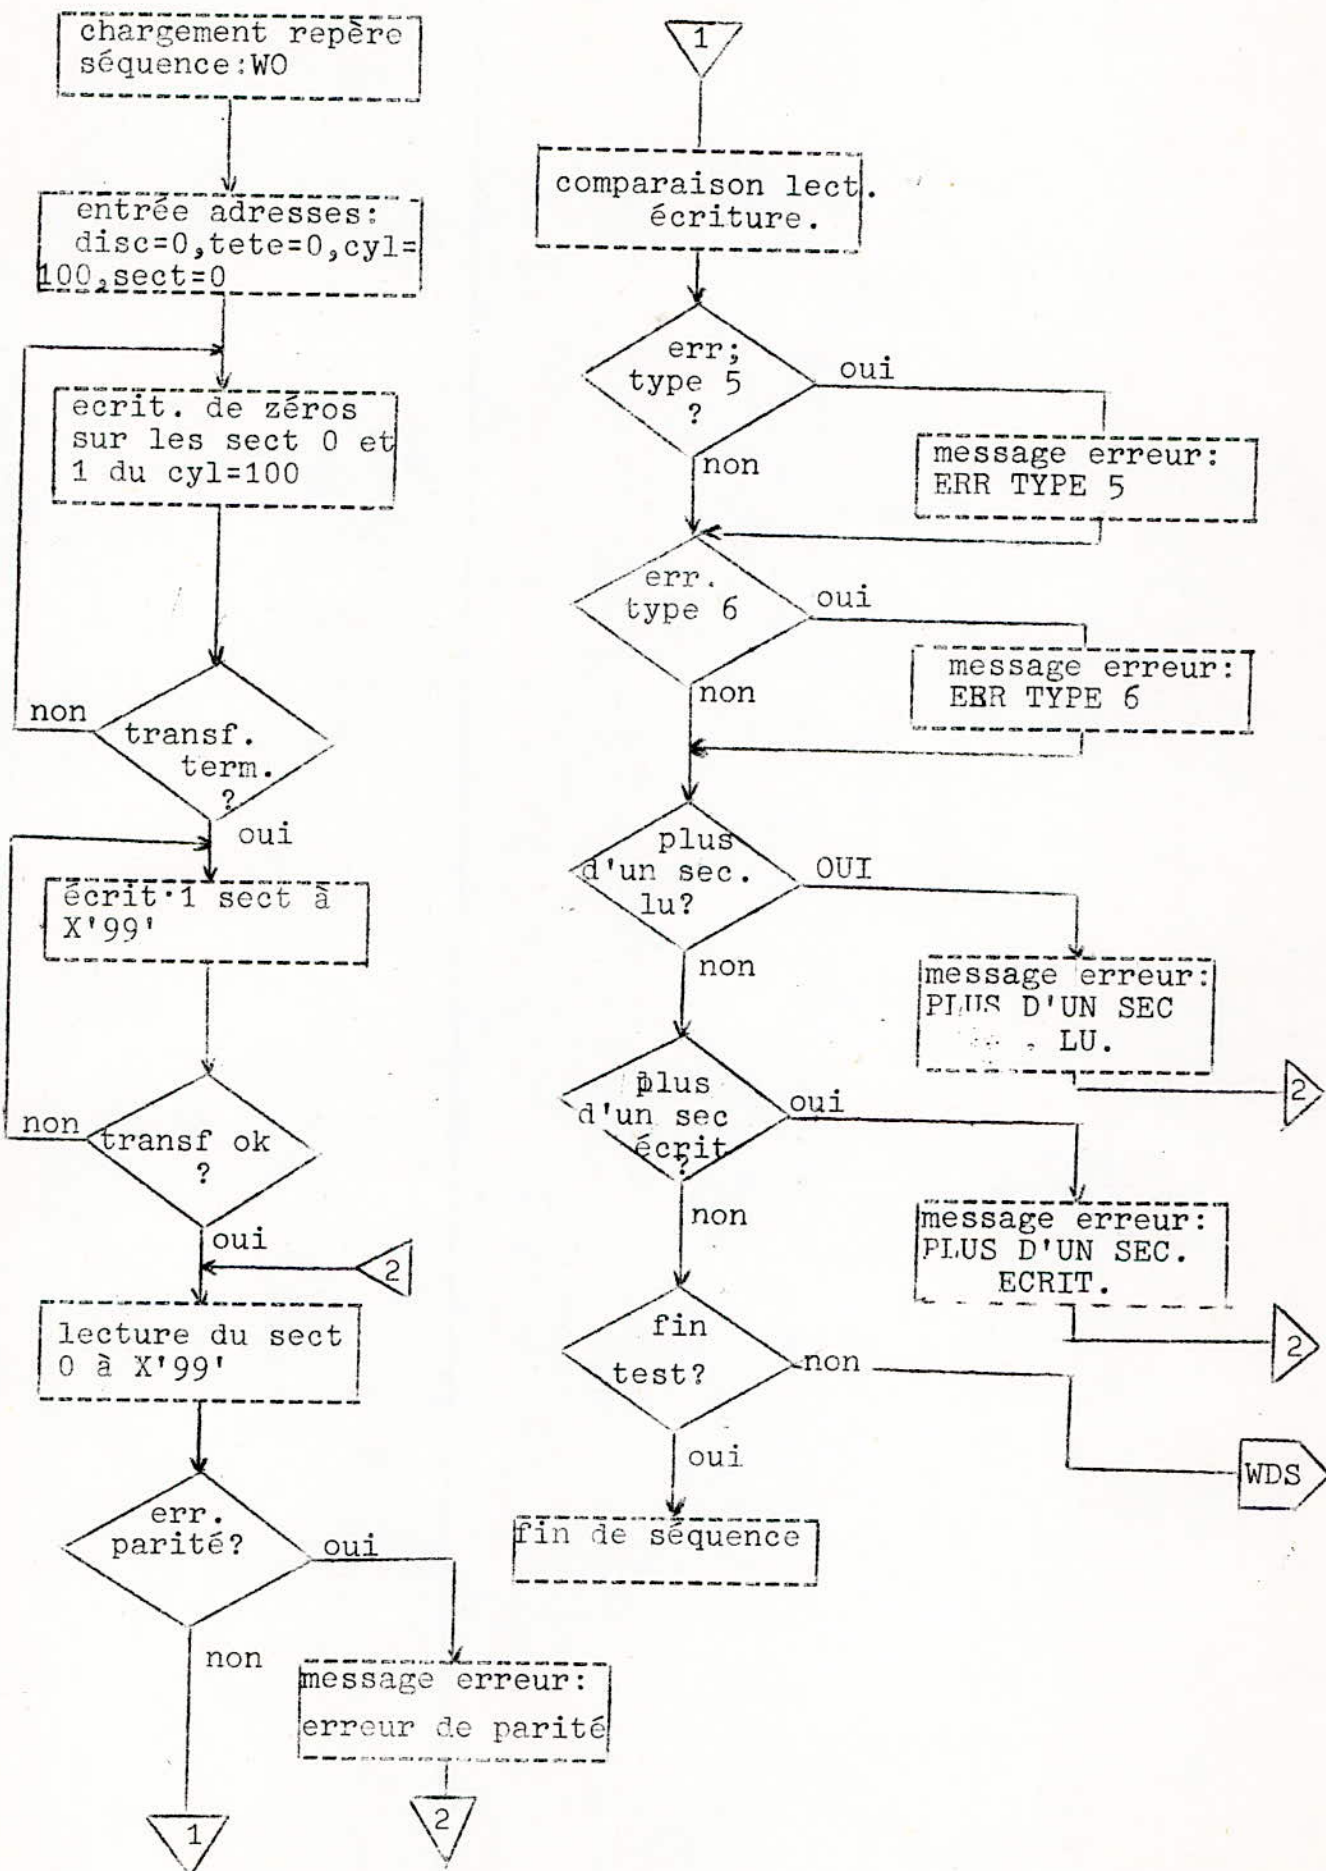 chargement repère
séquence:WO
entrée adresses:
disc=0,tete=0,cyl=
100,sect=0
ecrit. de zéros
sur les sect 0 et
1 du cyl=100
non
transf.
term.
?
oui
écrit.1 sect à
X'99'
non
transf ok
?
oui
2
lecture du sect
0 à X'99'
err.
parité?
oui
non
message erreur:
erreur de parité
1
2
1
comparaison lect.
écriture.
err;
type 5
?
oui
non
message erreur:
ERR TYPE 5
err.
type 6
oui
non
message erreur:
ERR TYPE 6
plus
d'un sec.
lu?
OUI
non
message erreur:
PLUS D'UN SEC
LU.
2
plus
d'un sec
écrit
?
oui
non
message erreur:
PLUS D'UN SEC.
ECRIT.
2
fin
test?
non
oui
WDS
fin de séquence